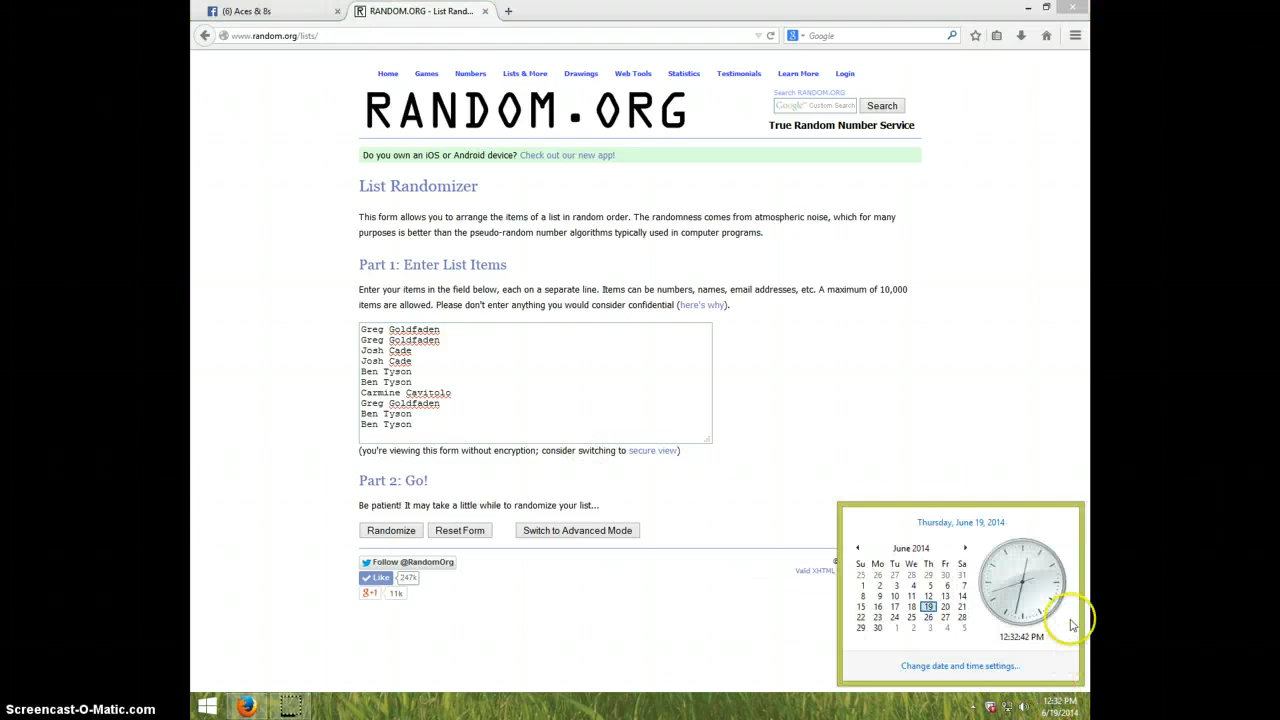 (6) Aces & 8s
RANDOM.ORG - List Rand...
www.random.org/lists/
Google
Home Games Numbers Lists & More Drawings Web Tools Statistics Testimonials Learn More Login
RANDOM.ORG
Search RANDOM.ORG
Google™ Custom Search
Search
True Random Number Service
Do you own an iOS or Android device? Check out our new app!
List Randomizer
This form allows you to arrange the items of a list in random order. The randomness comes from atmospheric noise, which for many
purposes is better than the pseudo-random number algorithms typically used in computer programs.
Part 1: Enter List Items
Enter your items in the field below, each on a separate line. Items can be numbers, names, email addresses, etc. A maximum of 10,000
items are allowed. Please don't enter anything you would consider confidential (here's why).
Greg Goldfaden
Greg Goldfaden
Josh Cade
Josh Cade
Ben Tyson
Ben Tyson
Carmine Cavitolo
Greg Goldfaden
Ben Tyson
Ben Tyson
(you're viewing this form without encryption; consider switching to secure view)
Part 2: Go!
Be patient! It may take a little while to randomize your list...
Randomize Reset Form Switch to Advanced Mode
Follow @RandomOrg
Like 247k
g+1 11k
Valid XHTML
Thursday, June 19, 2014
June 2014
Su Mo Tu We Th Fr Sa
25 26 27 28 29 30 31
1 2 3 4 5 6 7
8 9 10 11 12 13 14
15 16 17 18 19 20 21
22 23 24 25 26 27 28
29 30 1 2 3 4 5
12:32:42 PM
Change date and time settings...
12:32 PM
6/19/2014
Screencast-O-Matic.com